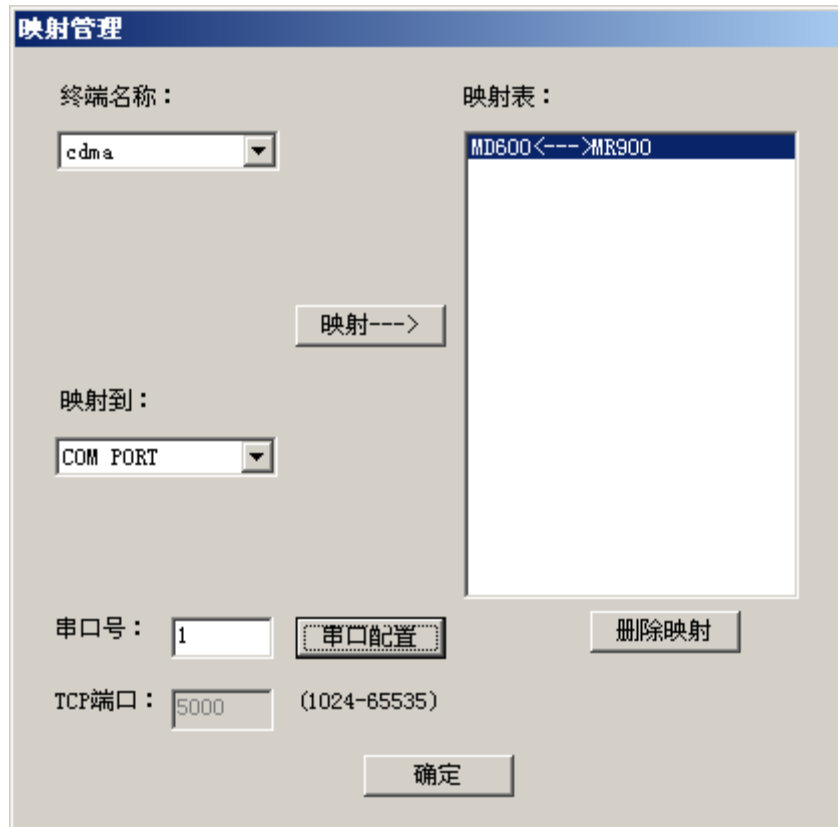 映射管理
终端名称：
映射表：
cdma
MD600<--->MR900
映射--->
映射到：
COM PORT
串口号：
1
串口配置
删除映射
TCP端口：
5000
(1024-65535)
确定